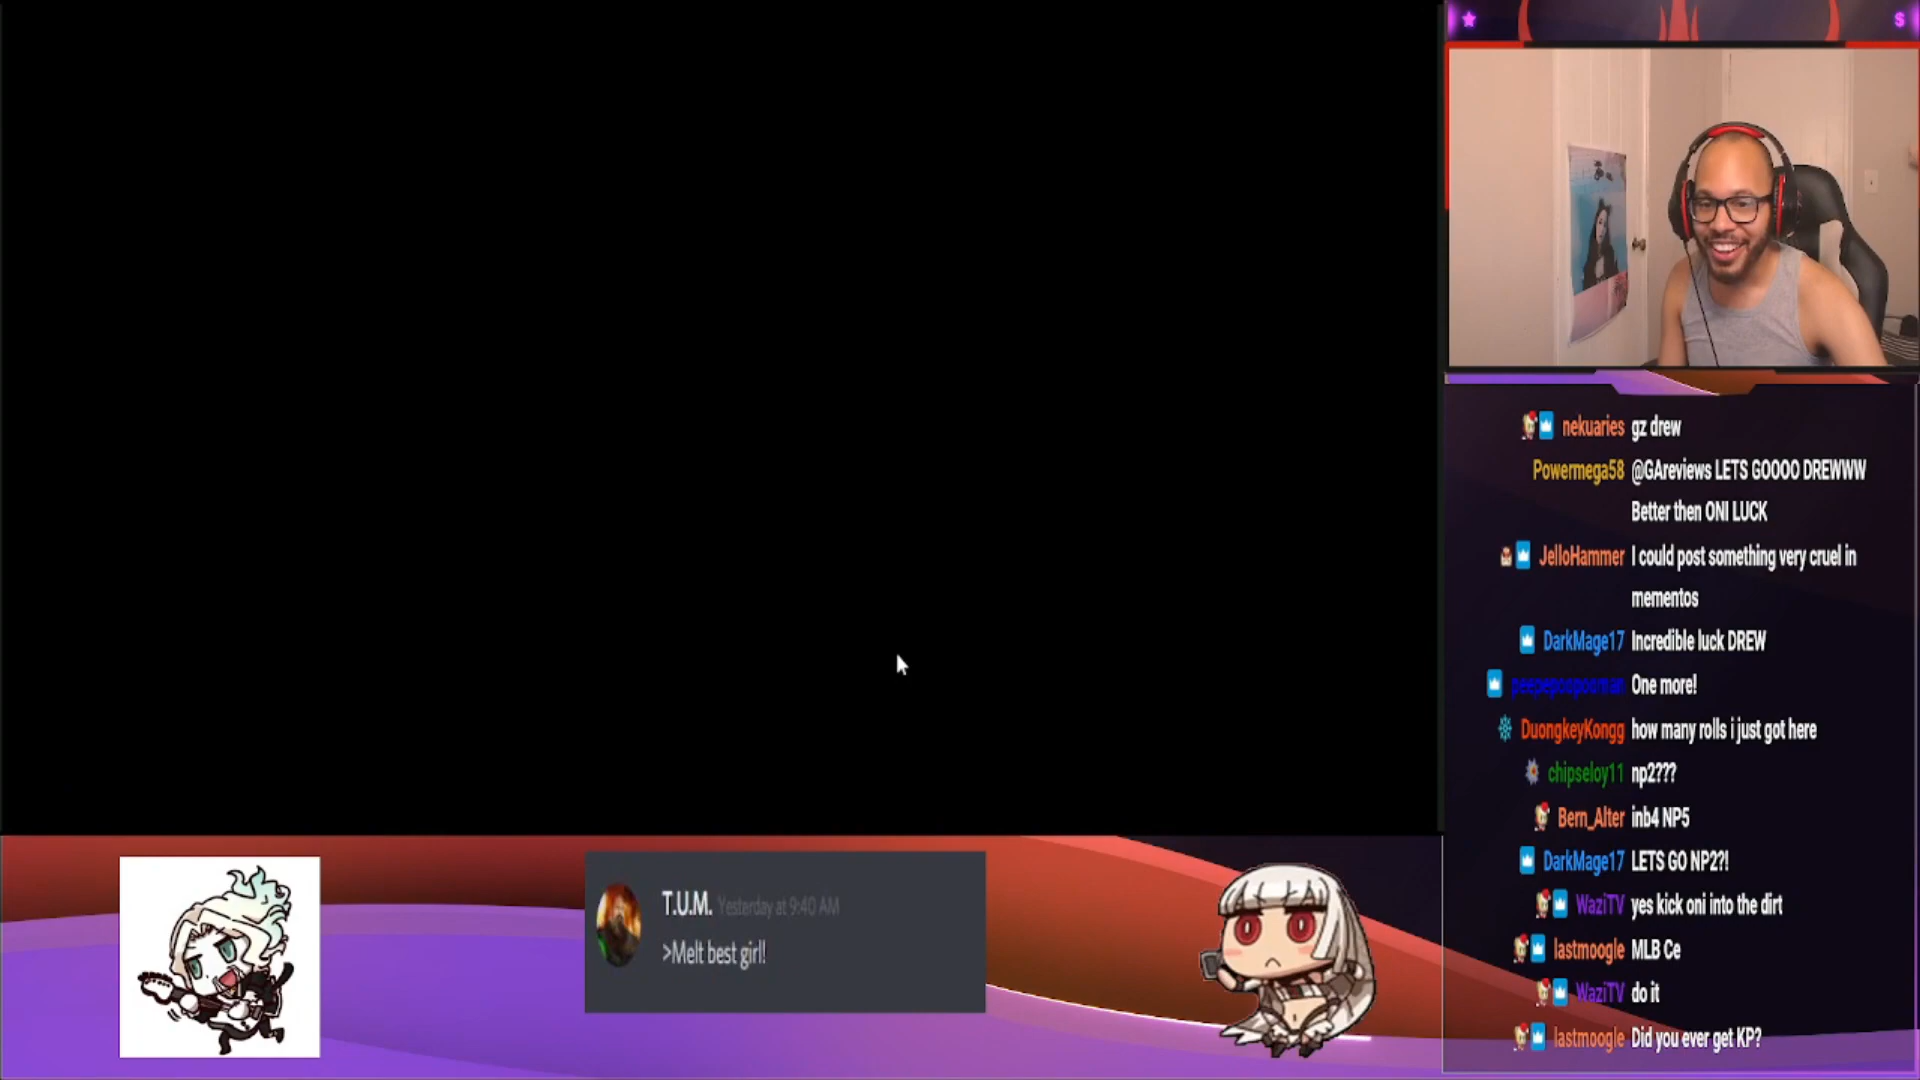 $
nekuaries gz drew
Powermega58 @GAreviews LETS GOOOO DREWWW
Better then ONI LUCK
JelloHammer I could post something very cruel in
mementos
DarkMage17 Incredible luck DREW
peepepoopooman One more!
DuongkeyKongg how many rolls i just got here
chipseloy11 np2???
Bern_Alter inb4 NP5
DarkMage17 LETS GO NP2?!
WaziTV yes kick oni into the dirt
lastmoogle MLB Ce
WaziTV do it
lastmoogle Did you ever get KP?
T.U.M. Yesterday at 9:40 AM
>Melt best girl!